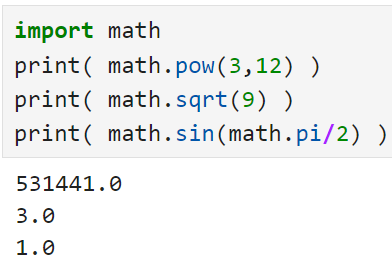 import math
print( math.pow(3,12) )
print( math.sqrt(9) )
print( math.sin(math.pi/2) )
531441.0
3.0
1.0